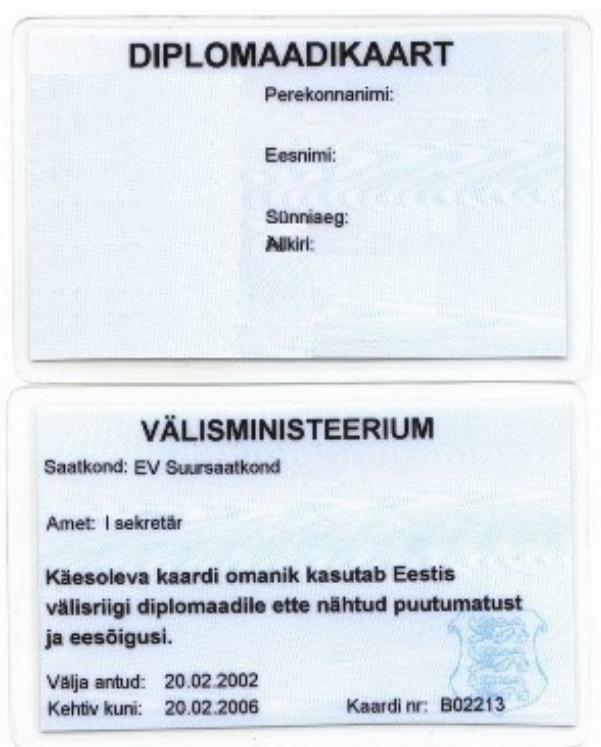 DIPLOMAADIKAART
Perekonnanimi:
Eesnimi:
Sünniaeg:
Allkiri:
VÄLISMINISTEERIUM
Saatkond: EV Suursaatkond
Amet: I sekretär
Käesoleva kaardi omanik kasutab Eestis
välisriigi diplomaadile ette nähtud puutumatust
ja eesõigusi.
Välja antud: 20.02.2002
Kehtiv kuni: 20.02.2006 Kaardi nr: B02213